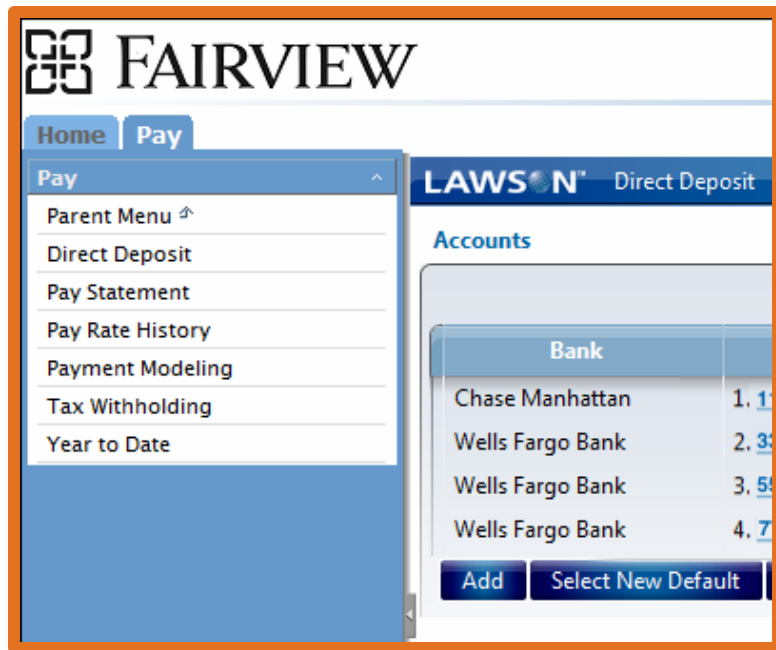 FAIRVIEW
Home Pay
Pay
Parent Menu
Direct Deposit
Pay Statement
Pay Rate History
Payment Modeling
Tax Withholding
Year to Date
LAWSON™ Direct Deposit
Accounts
Bank
Chase Manhattan 1.
Wells Fargo Bank 2.
Wells Fargo Bank 3.
Wells Fargo Bank 4.
Add Select New Default